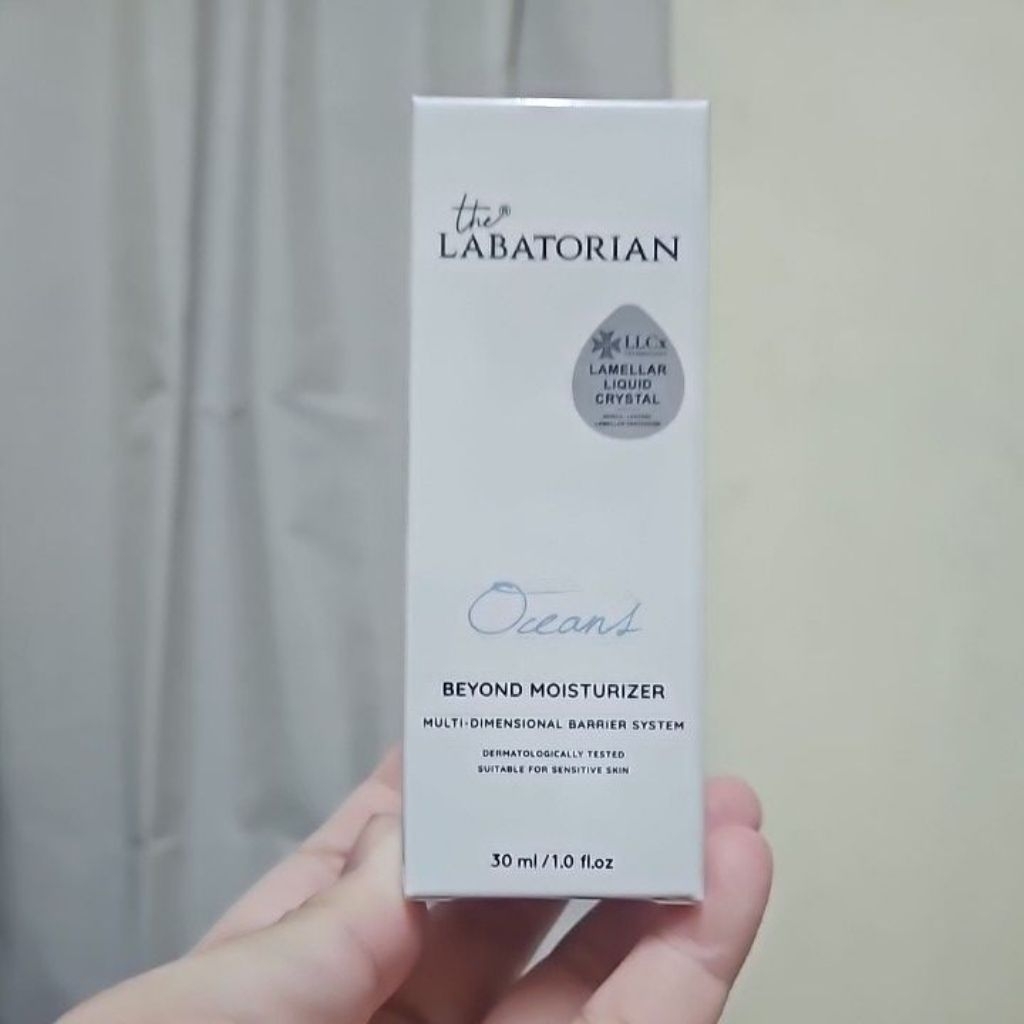 the®
LABATORIAN
LLCx
LAMELLAR
LIQUID
CRYSTAL
Oceans
BEYOND MOISTURIZER
MULTI-DIMENSIONAL BARRIER SYSTEM
DERMATOLOGICALLY TESTED
SUITABLE FOR SENSITIVE SKIN
30 ml / 1.0 fl.oz